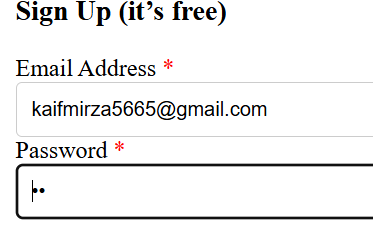 Sign Up (it’s free)
Email Address *
kaifmirza5665@gmail.com
Password *
••